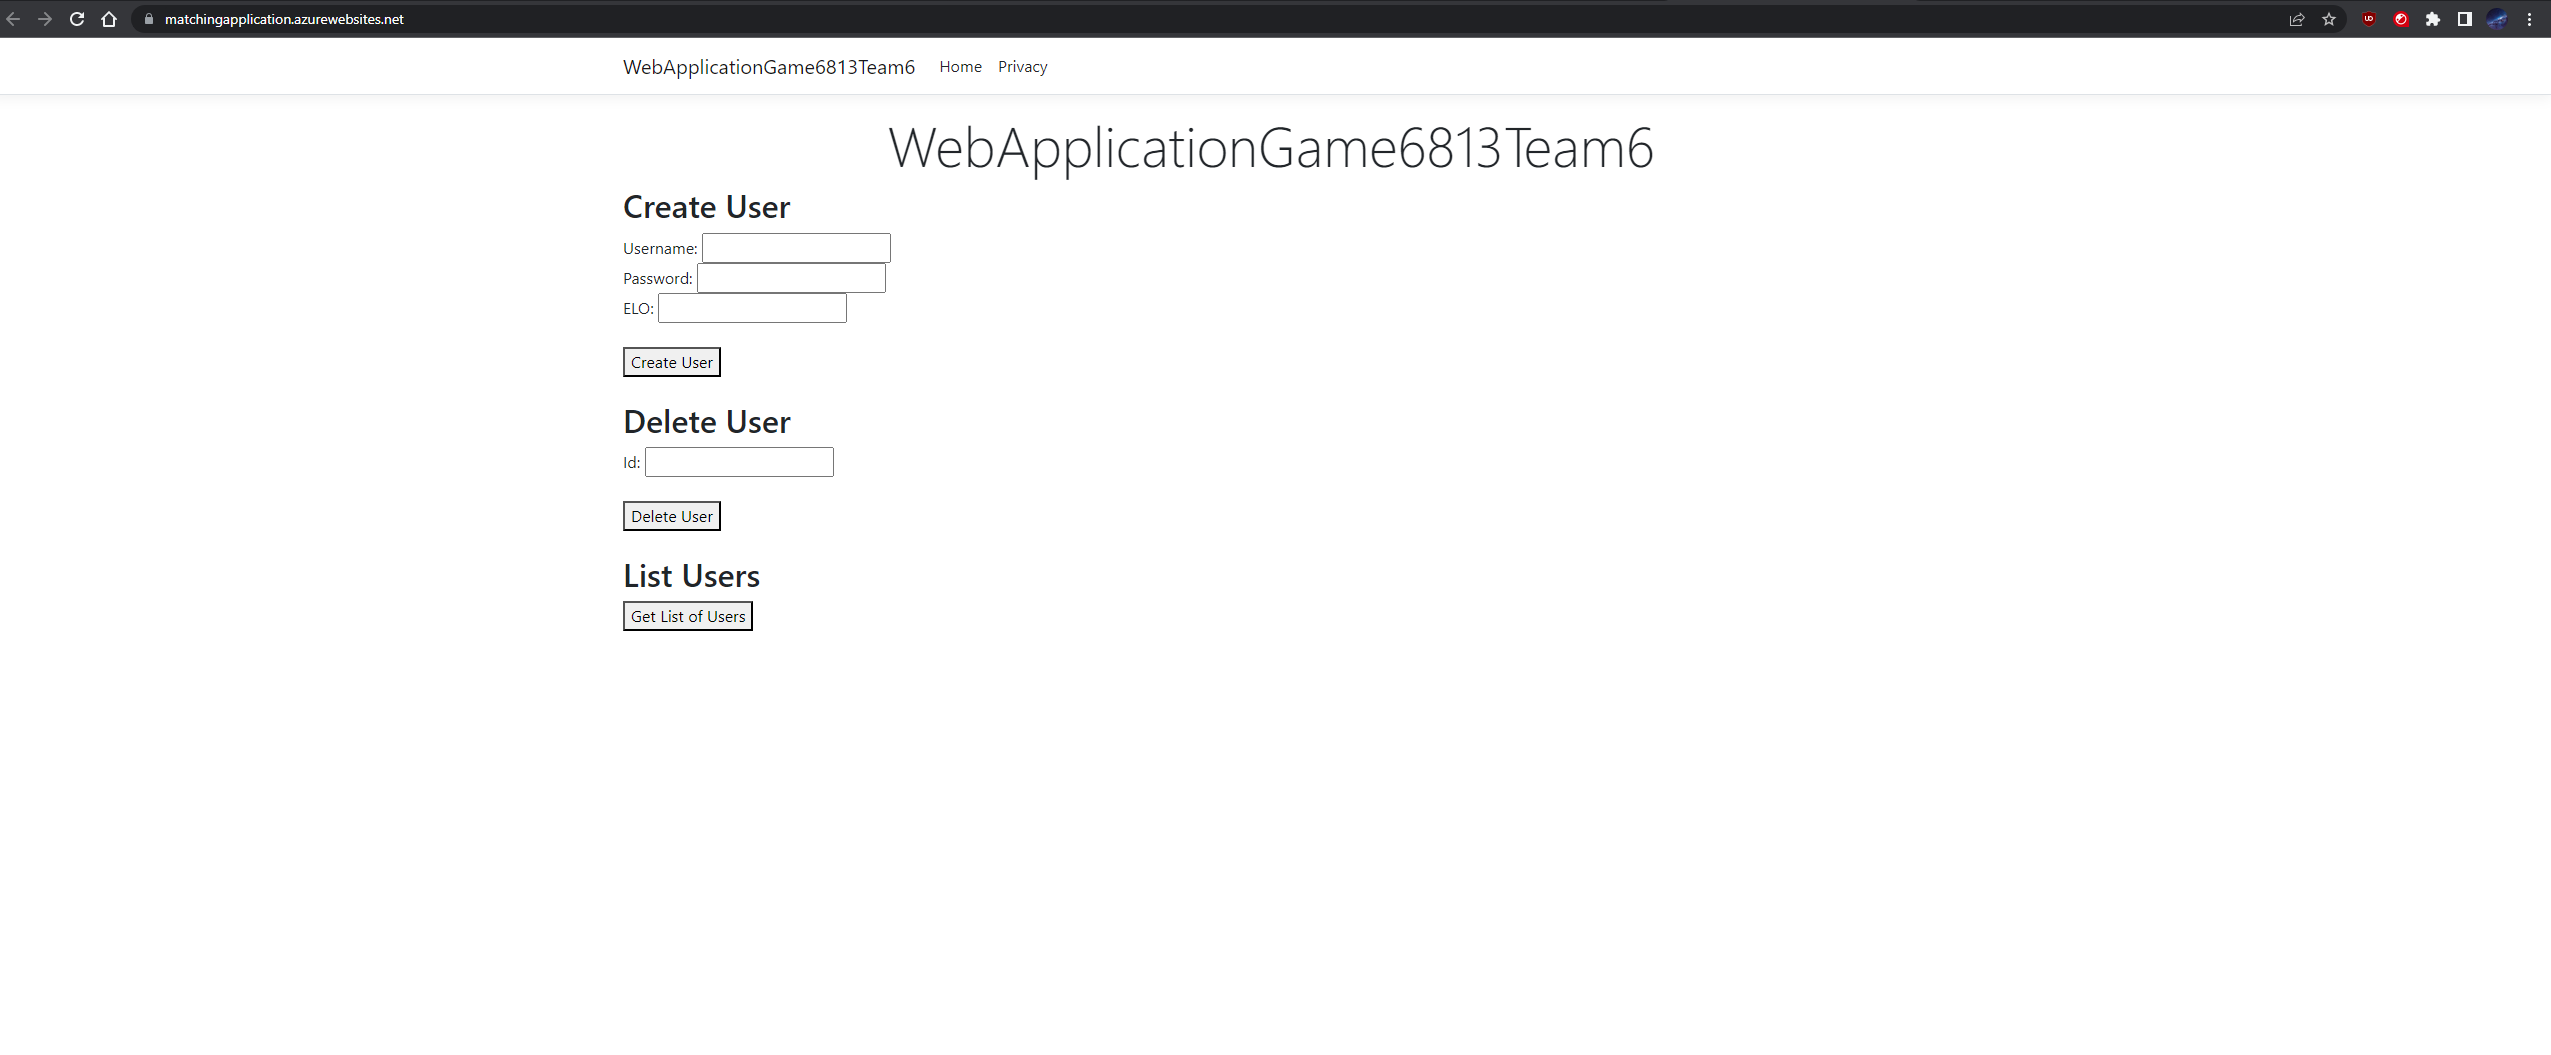 matchingapplication.azurewebsites.net
WebApplicationGame6813Team6 Home Privacy
WebApplicationGame6813Team6
Create User
Username:
Password:
ELO:
Create User
Delete User
Id:
Delete User
List Users
Get List of Users